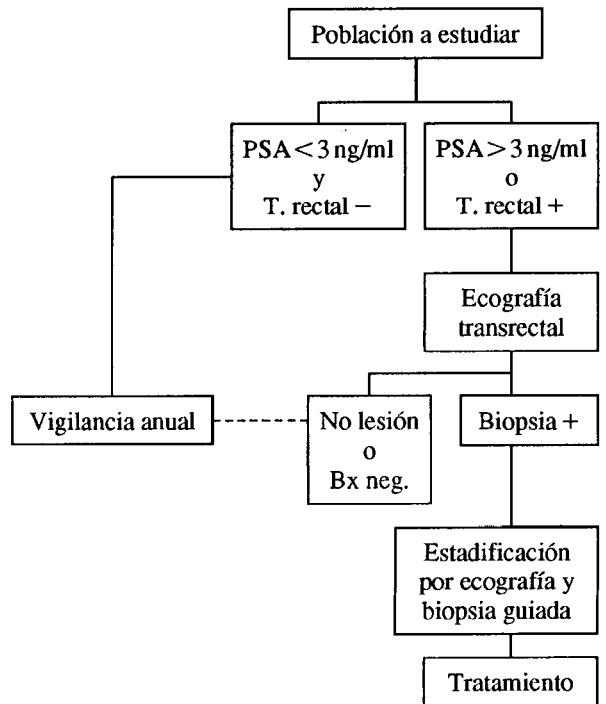 Población a estudiar
PSA < 3 ng/ml
y
T. rectal −
PSA > 3 ng/ml
o
T. rectal +
Ecografía
transrectal
Vigilancia anual
No lesión
o
Bx neg.
Biopsia +
Estadificación
por ecografía y
biopsia guiada
Tratamiento